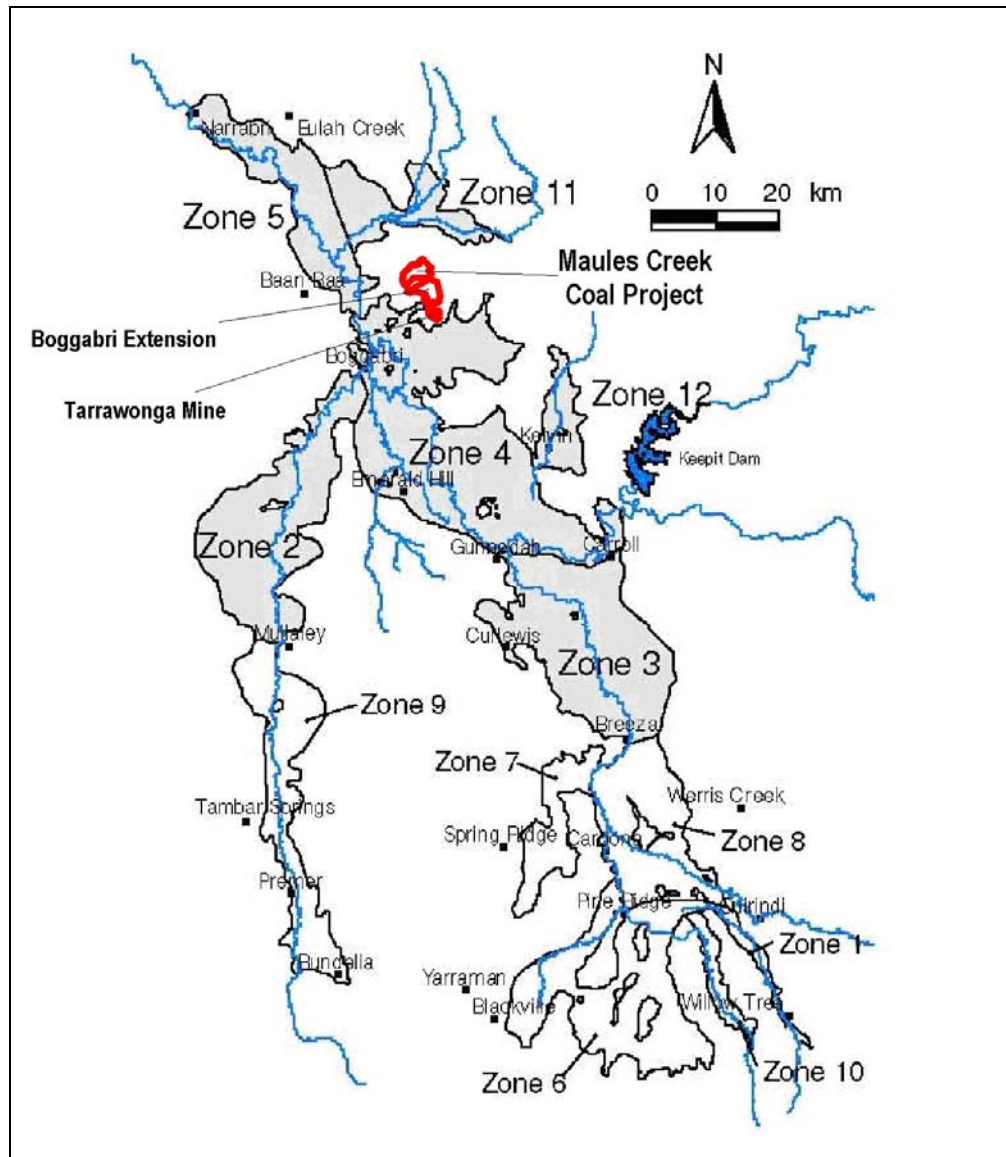 N
Narrabri
Eulah Creek
Zone 11
0 10 20 km
Zone 5
Maules Creek
Coal Project
Baan Baa
Boggabri Extension
Boggabri
Tarrawonga Mine
Zone 12
Kelvin
Keepit Dam
Zone 4
Emerald Hill
Zone 2
Gunnedah
Carroll
Mullaley
Curlewis
Zone 3
Zone 9
Breeza
Zone 7
Werris Creek
Tambar Springs
Spring Ridge
Caroona
Zone 8
Premer
Pine Ridge
Quirindi
Zone 1
Bundella
Yarraman
Willow Tree
Blackville
Zone 6
Zone 10